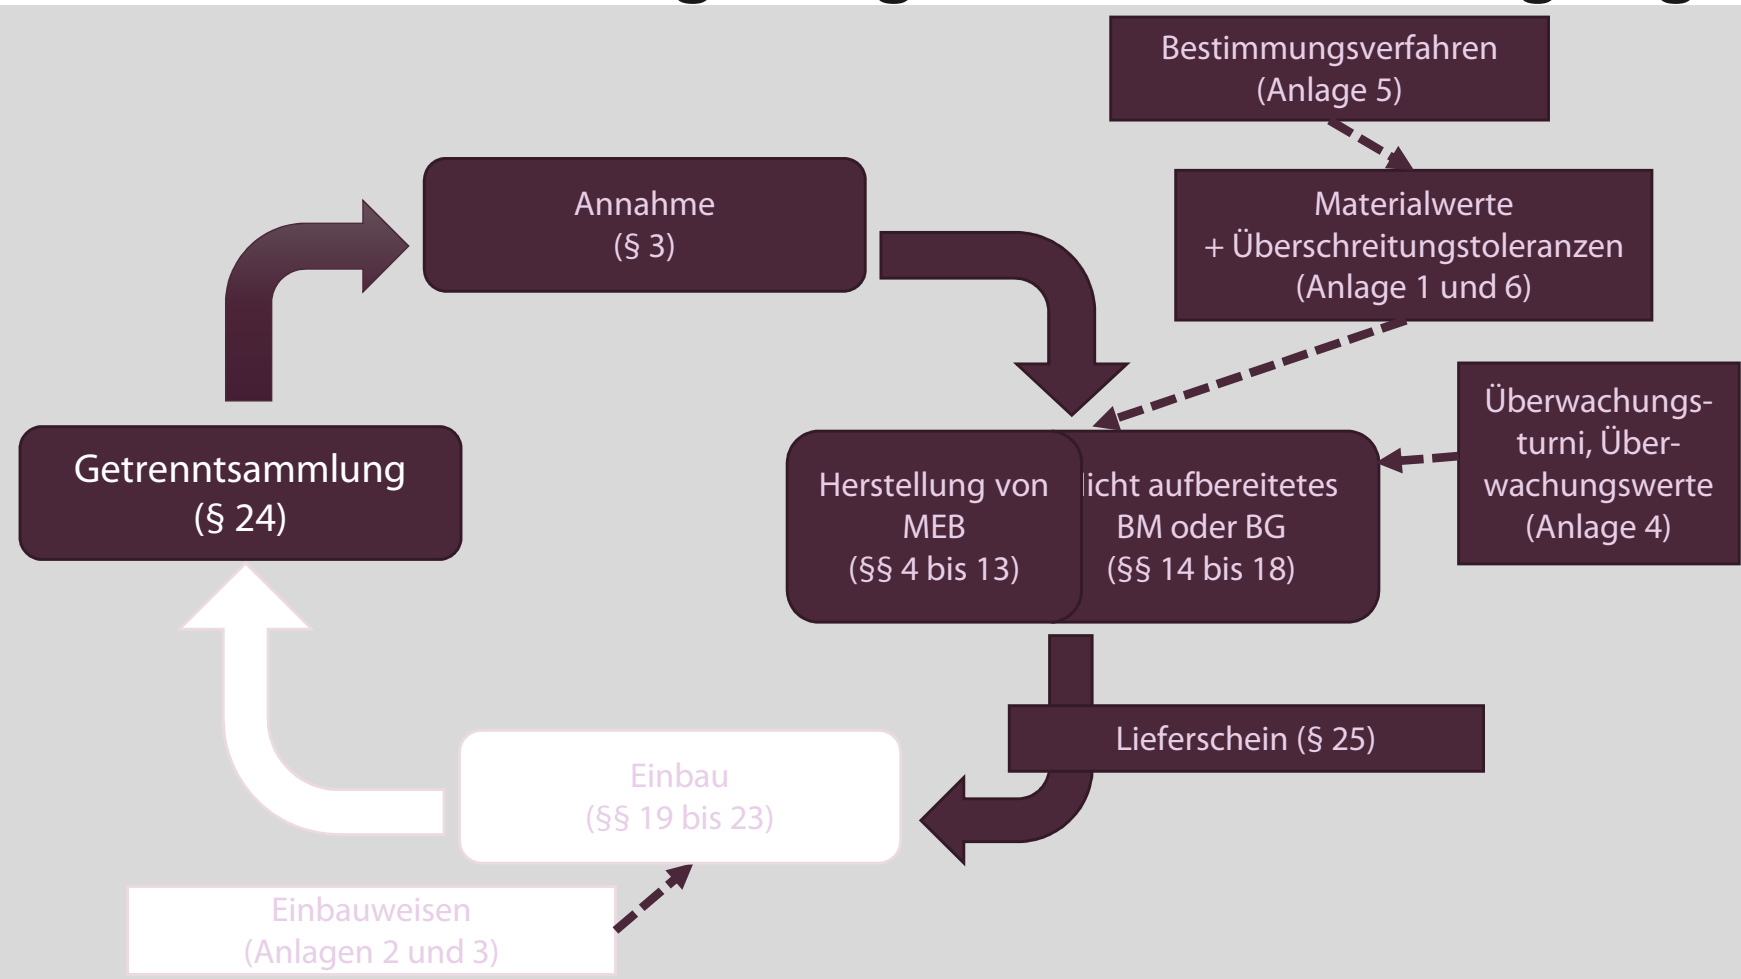 Bestimmungsverfahren
(Anlage 5)
Annahme
(§ 3)
Materialwerte
+ Überschreitungstoleranzen
(Anlage 1 und 6)
Überwachungs-
turni, Über-
wachungswerte
(Anlage 4)
Getrenntsammlung
(§ 24)
Herstellung von
MEB
(§§ 4 bis 13)
icht aufbereitetes
BM oder BG
(§§ 14 bis 18)
Lieferschein (§ 25)
Einbau
(§§ 19 bis 23)
Einbauweisen
(Anlagen 2 und 3)